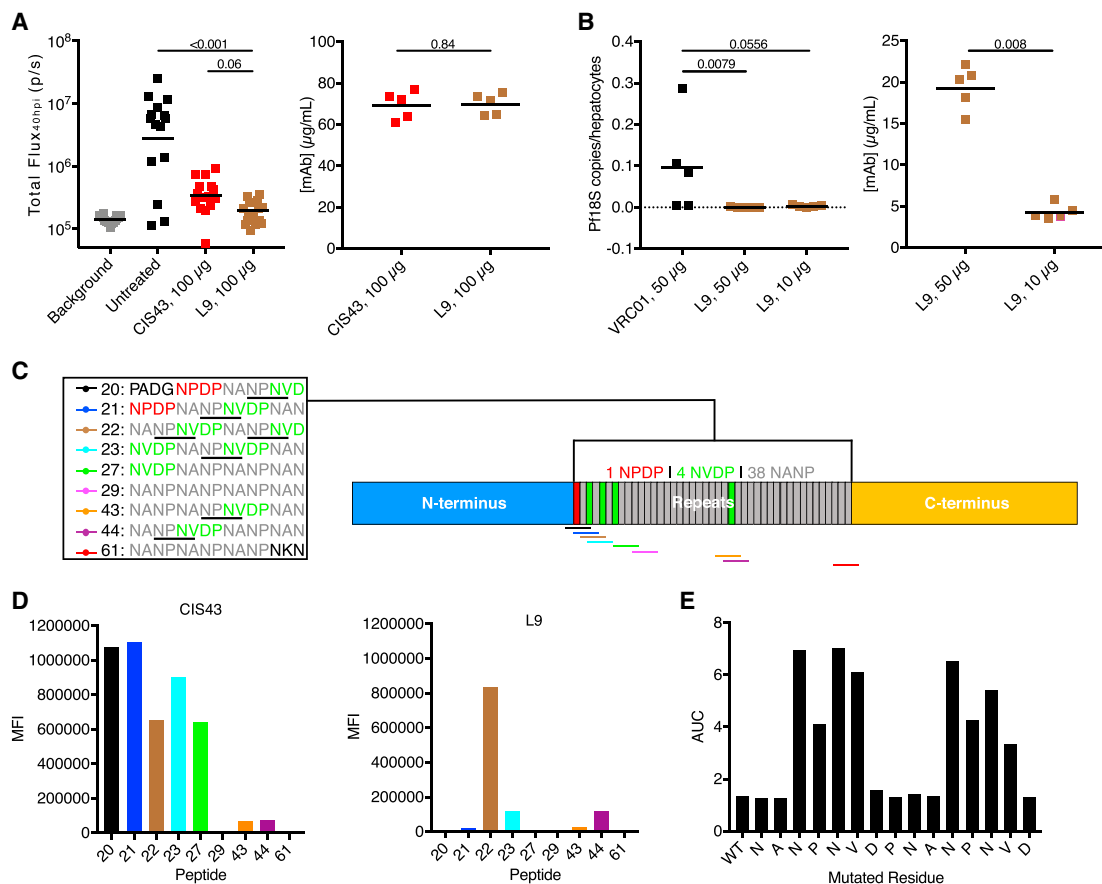 A
Total Flux40hpi (p/s)
10^8
10^7
10^6
10^5
<0.001
0.06
Background
Untreated
CIS43, 100 µg
L9, 100 µg
[mAb] (µg/mL)
100
80
60
40
20
0
0.84
CIS43, 100 µg
L9, 100 µg
B
Pf18S copies/hepatocytes
0.4
0.3
0.2
0.1
0.0
-0.1
0.0556
0.0079
VRC01, 50 µg
L9, 50 µg
L9, 10 µg
[mAb] (µg/mL)
25
20
15
10
5
0
0.008
L9, 50 µg
L9, 10 µg
C
20: PADGNPDPNANPNVD
21: NPDPNANPNVDPNAN
22: NANPNVDPNANPNVD
23: NVDPNANPNVDPNAN
27: NVDPNANPNANPNAN
29: NANPNANPNANPNAN
43: NANPNANPNVDPNAN
44: NANPNVDPNANPNAN
61: NANPNANPNANPNKN
1 NPDP | 4 NVDP | 38 NANP
N-terminus
Repeats
C-terminus
D
CIS43
MFI
1200000
1000000
800000
600000
400000
200000
0
20 21 22 23 27 29 43 44 61
Peptide
L9
MFI
1200000
1000000
800000
600000
400000
200000
0
20 21 22 23 27 29 43 44 61
Peptide
E
AUC
8
6
4
2
0
WT N A N P N V D P N A N P N V D
Mutated Residue